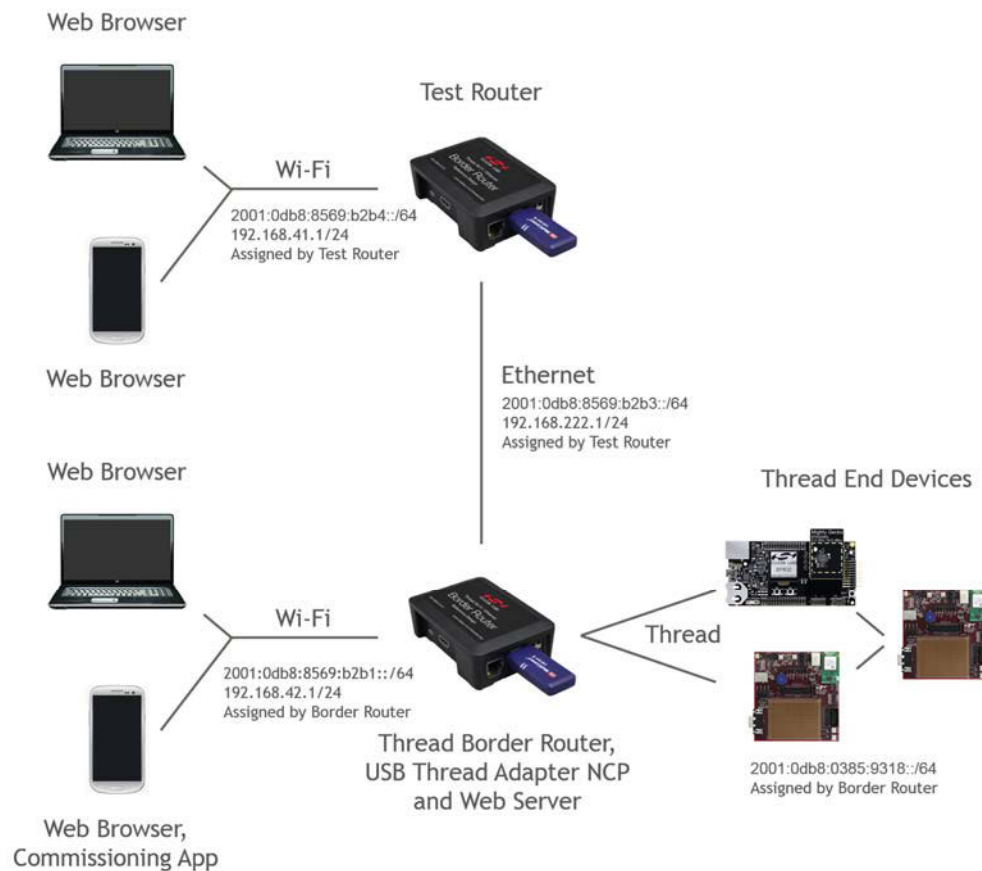 Web Browser
Test Router
Wi-Fi
2001:0db8:8569:b2b4::/64
192.168.41.1/24
Assigned by Test Router
Border Router
Web Browser
Ethernet
2001:0db8:8569:b2b3::/64
192.168.222.1/24
Assigned by Test Router
Web Browser
Thread End Devices
Wi-Fi
2001:0db8:8569:b2b1::/64
192.168.42.1/24
Assigned by Border Router
Border Router
Thread
Thread Border Router,
USB Thread Adapter NCP
and Web Server
2001:0db8:0385:9318::/64
Assigned by Border Router
Web Browser,
Commissioning App